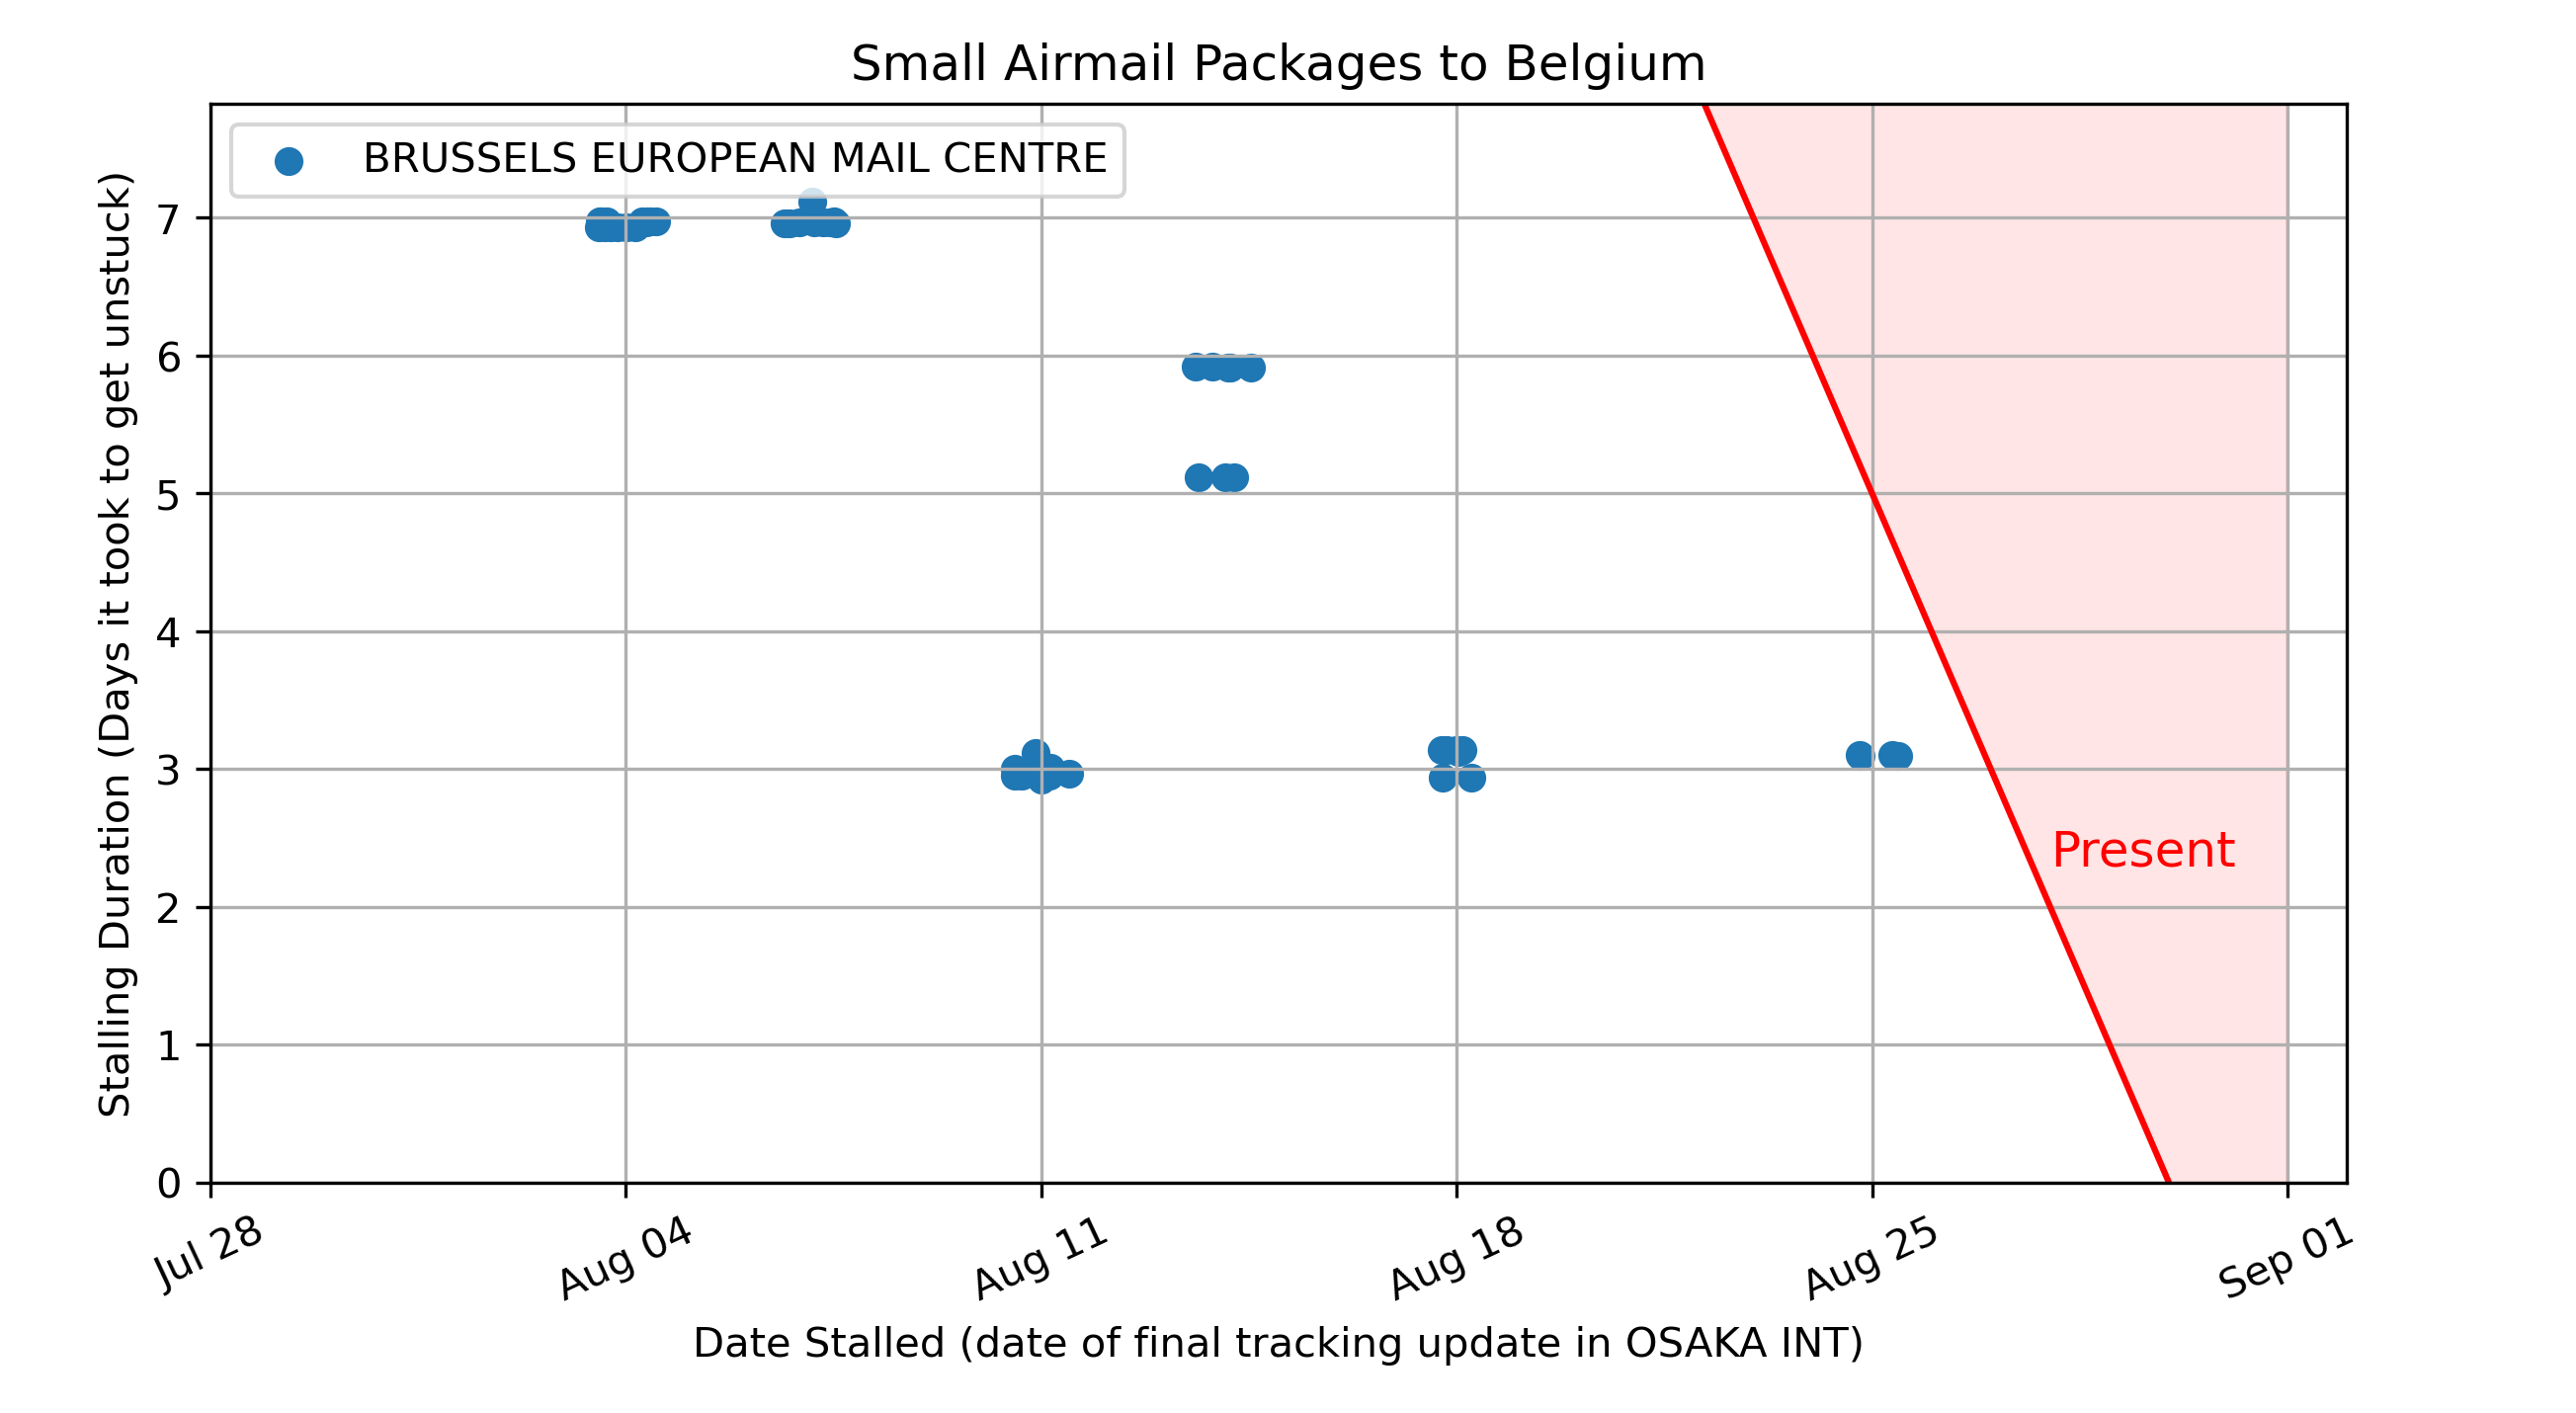 Small Airmail Packages to Belgium
BRUSSELS EUROPEAN MAIL CENTRE
Stalling Duration (Days it took to get unstuck)
7
6
5
4
3
2
1
0
Present
Jul 28
Aug 04
Aug 11
Aug 18
Aug 25
Sep 01
Date Stalled (date of final tracking update in OSAKA INT)